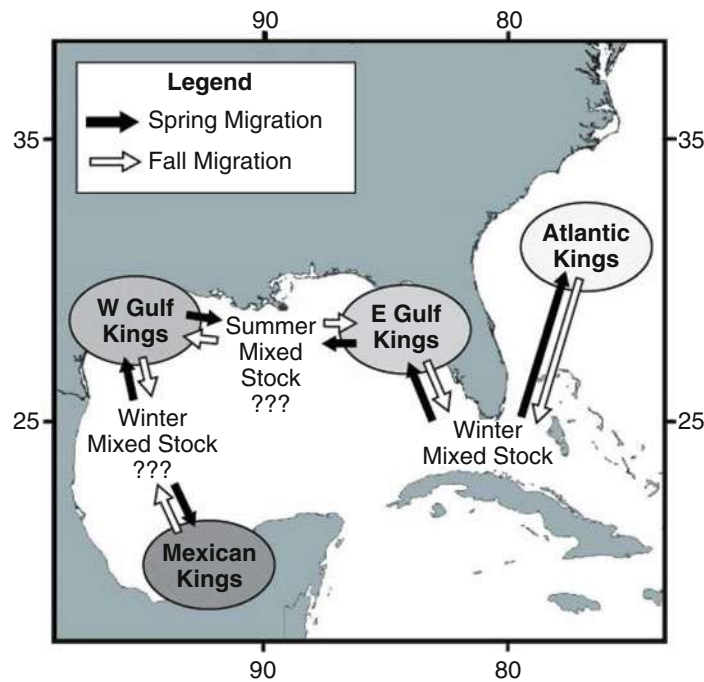 90
80
Legend
Spring Migration
Fall Migration
35
35
Atlantic
Kings
W Gulf
Kings
Summer
Mixed
Stock
???
E Gulf
Kings
25
25
Winter
Mixed Stock
???
Winter
Mixed Stock
Mexican
Kings
90
80